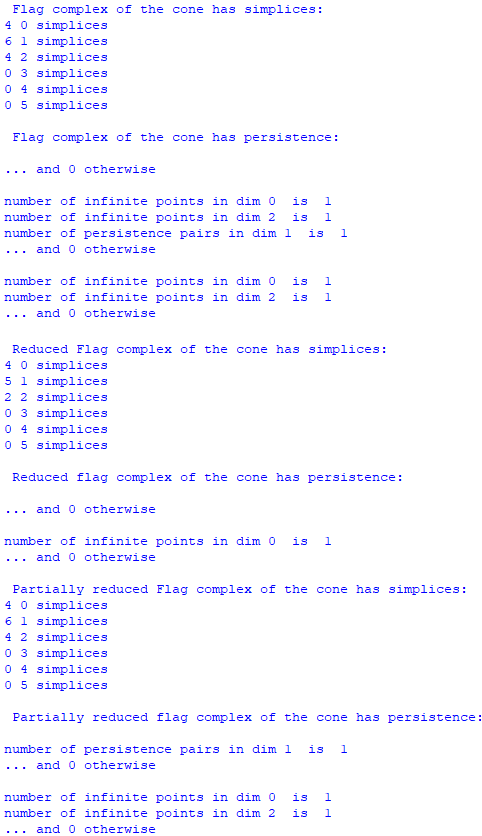 Flag complex of the cone has simplices:
4 0 simplices
6 1 simplices
4 2 simplices
0 3 simplices
0 4 simplices
0 5 simplices
Flag complex of the cone has persistence:
... and 0 otherwise
number of infinite points in dim 0  is  1
number of infinite points in dim 2  is  1
number of persistence pairs in dim 1  is  1
... and 0 otherwise
number of infinite points in dim 0  is  1
number of infinite points in dim 2  is  1
... and 0 otherwise
Reduced Flag complex of the cone has simplices:
4 0 simplices
5 1 simplices
2 2 simplices
0 3 simplices
0 4 simplices
0 5 simplices
Reduced flag complex of the cone has persistence:
... and 0 otherwise
number of infinite points in dim 0  is  1
... and 0 otherwise
Partially reduced Flag complex of the cone has simplices:
4 0 simplices
6 1 simplices
4 2 simplices
0 3 simplices
0 4 simplices
0 5 simplices
Partially reduced flag complex of the cone has persistence:
number of persistence pairs in dim 1  is  1
... and 0 otherwise
number of infinite points in dim 0  is  1
number of infinite points in dim 2  is  1
... and 0 otherwise